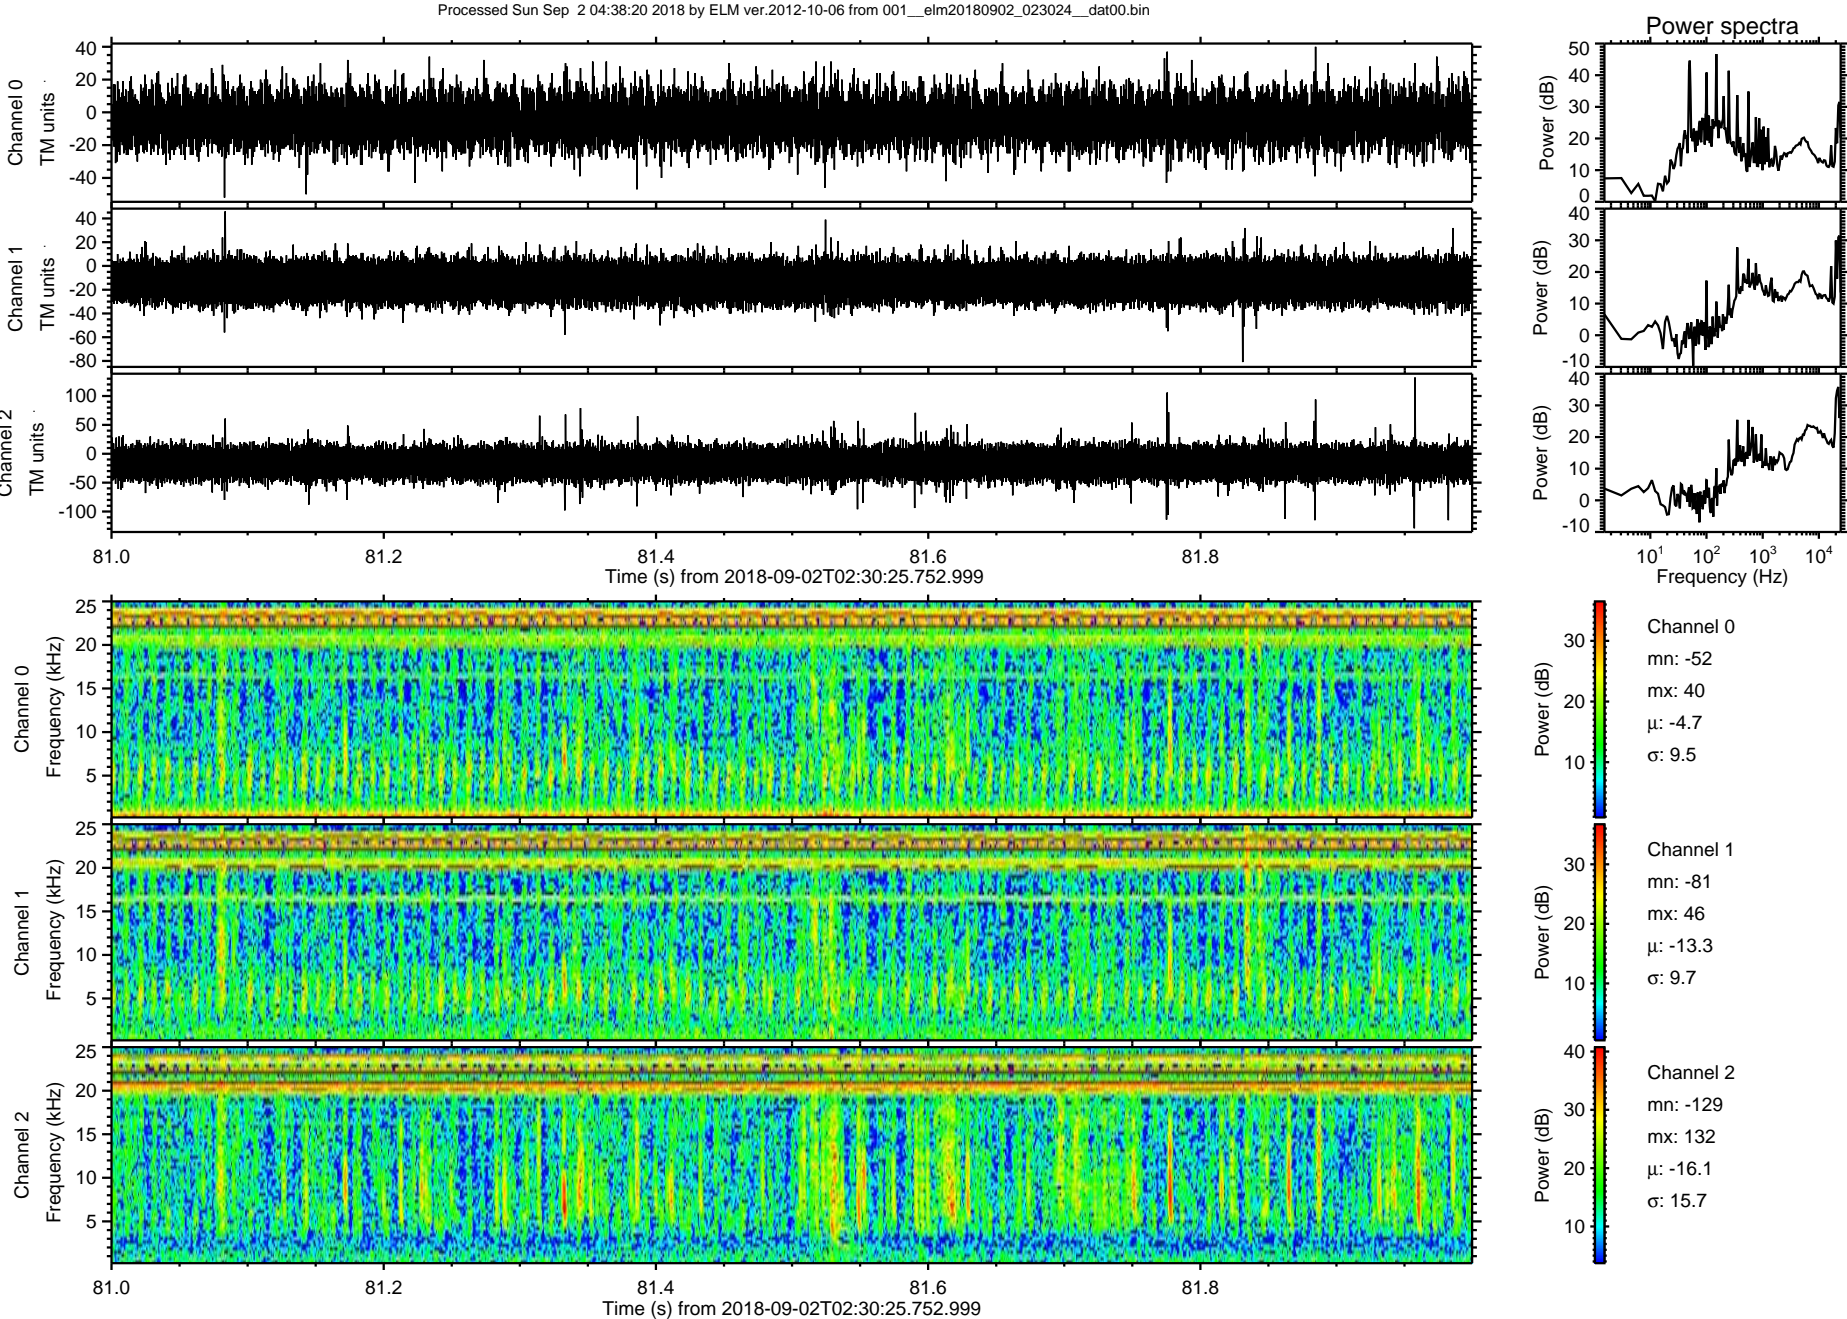 Processed Sun Sep  2 04:38:20 2018 by ELM ver.2012-10-06 from 001__elm20180902_023024__dat00.bin
Power spectra
Channel 0
TM units
40
20
0
-20
-40
Power (dB)
50
40
30
20
10
0
Channel 1
TM units
40
20
0
-20
-40
-60
-80
Power (dB)
40
30
20
10
0
-10
Channel 2
TM units
100
50
0
-50
-100
Power (dB)
40
30
20
10
0
-10
81.0 81.2 81.4 81.6 81.8
Time (s) from 2018-09-02T02:30:25.752.999
10^1 10^2 10^3 10^4
Frequency (Hz)
Channel 0
Frequency (kHz)
25
20
15
10
5
Power (dB)
30
20
10
Channel 0
mn: -52
mx: 40
μ: -4.7
σ: 9.5
Channel 1
Frequency (kHz)
25
20
15
10
5
Power (dB)
30
20
10
Channel 1
mn: -81
mx: 46
μ: -13.3
σ: 9.7
Channel 2
Frequency (kHz)
25
20
15
10
5
Power (dB)
40
30
20
10
Channel 2
mn: -129
mx: 132
μ: -16.1
σ: 15.7
81.0 81.2 81.4 81.6 81.8
Time (s) from 2018-09-02T02:30:25.752.999